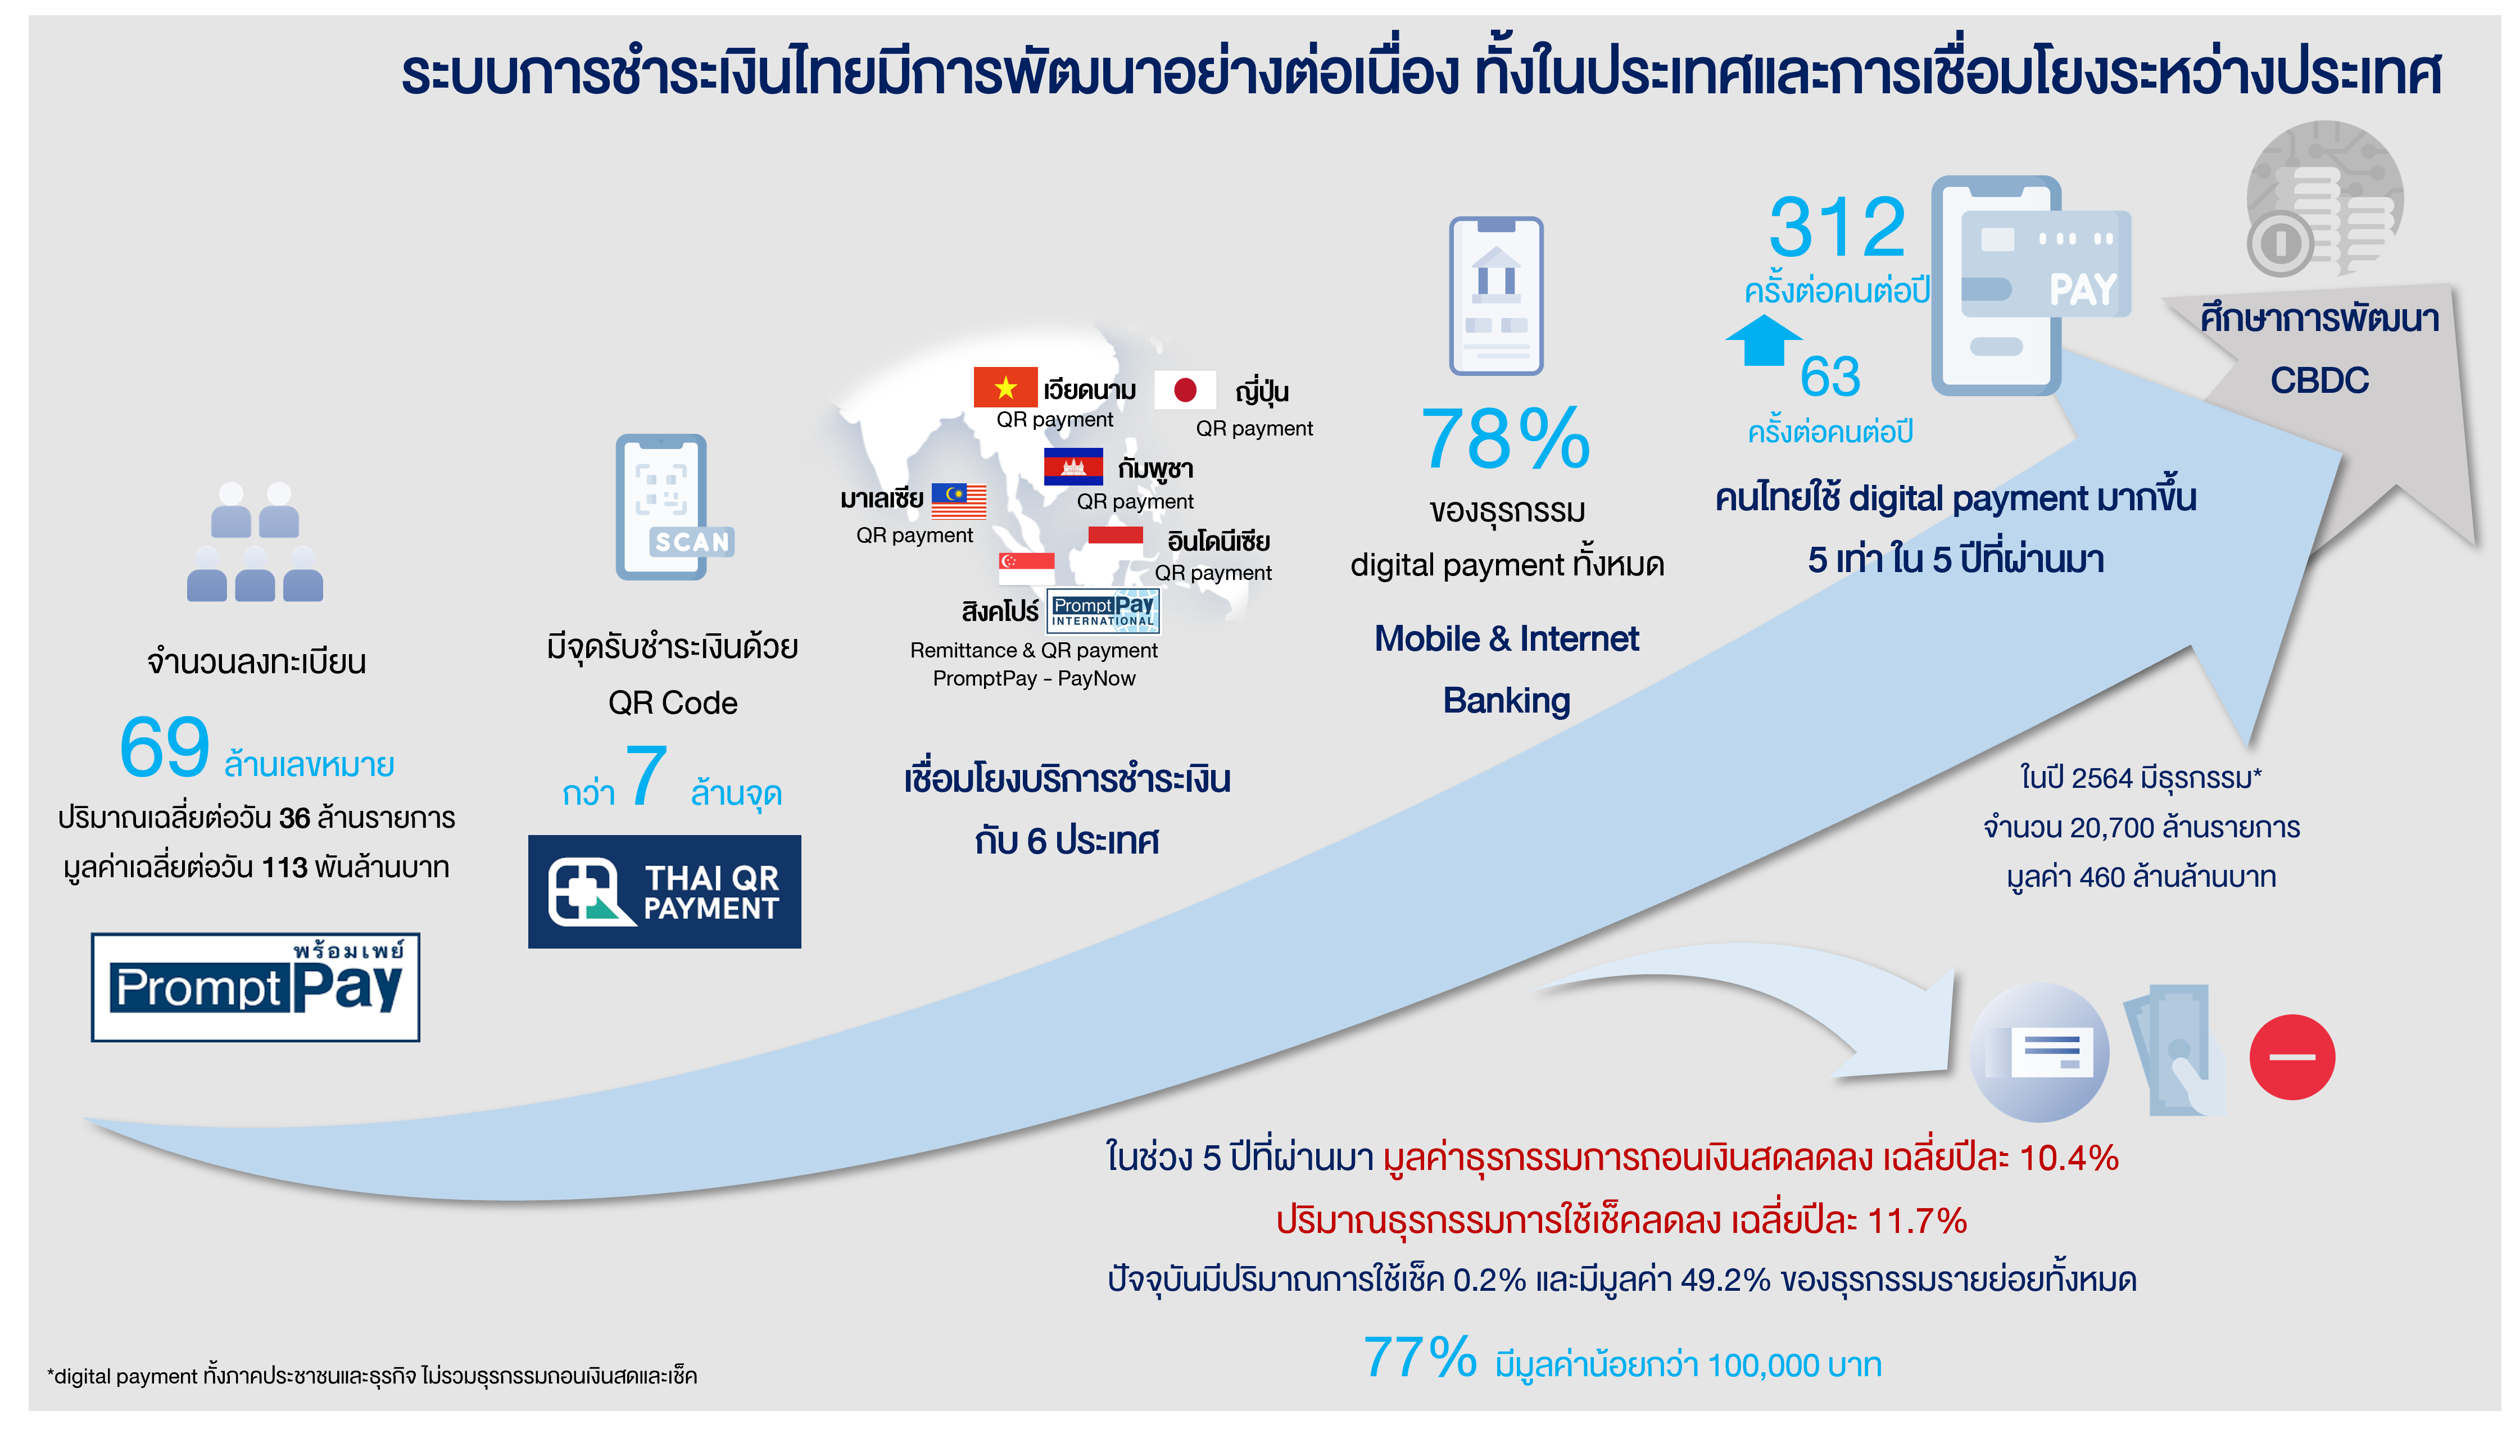 ระบบการชำระเงินไทยมีการพัฒนาอย่างต่อเนื่อง ทั้งในประเทศและการเชื่อมโยงระหว่างประเทศ
จำนวนลงทะเบียน
69 ล้านเลขหมาย
ปริมาณเฉลี่ยต่อวัน 36 ล้านรายการ
มูลค่าเฉลี่ยต่อวัน 113 พันล้านบาท
พร้อมเพย์
PromptPay
SCAN
มีจุดรับชำระเงินด้วย
QR Code
กว่า 7 ล้านจุด
THAI QR
PAYMENT
เวียดนาม
QR payment
ญี่ปุ่น
QR payment
กัมพูชา
QR payment
มาเลเซีย
QR payment
อินโดนีเซีย
QR payment
สิงคโปร์
PromptPay
INTERNATIONAL
Remittance & QR payment
PromptPay - PayNow
เชื่อมโยงบริการชำระเงิน
กับ 6 ประเทศ
78%
ของธุรกรรม
digital payment ทั้งหมด
Mobile & Internet
Banking
312
ครั้งต่อคนต่อปี
63
ครั้งต่อคนต่อปี
PAY
คนไทยใช้ digital payment มากขึ้น
5 เท่า ใน 5 ปีที่ผ่านมา
ศึกษาการพัฒนา
CBDC
ในปี 2564 มีธุรกรรม*
จำนวน 20,700 ล้านรายการ
มูลค่า 460 ล้านล้านบาท
ในช่วง 5 ปีที่ผ่านมา มูลค่าธุรกรรมการถอนเงินสดลดลง เฉลี่ยปีละ 10.4%
ปริมาณธุรกรรมการใช้เช็คลดลง เฉลี่ยปีละ 11.7%
ปัจจุบันมีปริมาณการใช้เช็ค 0.2% และมีมูลค่า 49.2% ของธุรกรรมรายย่อยทั้งหมด
77% มีมูลค่าน้อยกว่า 100,000 บาท
*digital payment ทั้งภาคประชาชนและธุรกิจ ไม่รวมธุรกรรมถอนเงินสดและเช็ค